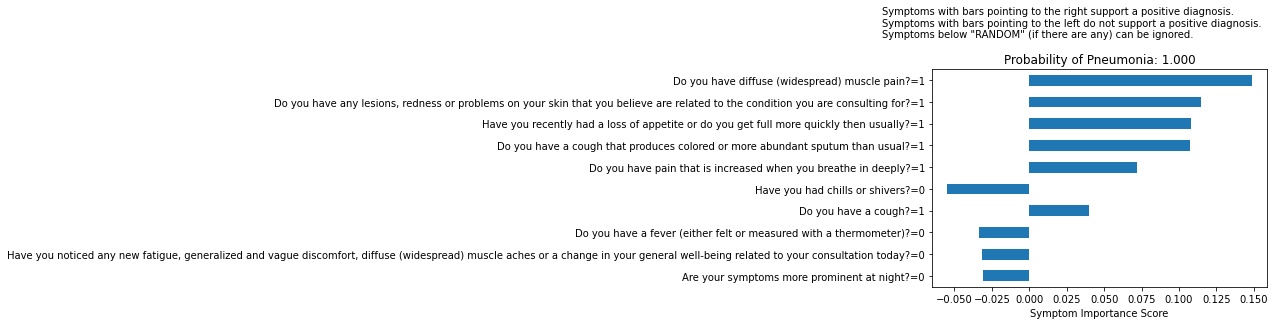 Symptoms with bars pointing to the right support a positive diagnosis.
Symptoms with bars pointing to the left do not support a positive diagnosis.
Symptoms below "RANDOM" (if there are any) can be ignored.
Probability of Pneumonia: 1.000
Do you have diffuse (widespread) muscle pain?=1
Do you have any lesions, redness or problems on your skin that you believe are related to the condition you are consulting for?=1
Have you recently had a loss of appetite or do you get full more quickly then usually?=1
Do you have a cough that produces colored or more abundant sputum than usual?=1
Do you have pain that is increased when you breathe in deeply?=1
Have you had chills or shivers?=0
Do you have a cough?=1
Do you have a fever (either felt or measured with a thermometer)?=0
Have you noticed any new fatigue, generalized and vague discomfort, diffuse (widespread) muscle aches or a change in your general well-being related to your consultation today?=0
Are your symptoms more prominent at night?=0
−0.050 −0.025 0.000 0.025 0.050 0.075 0.100 0.125 0.150
Symptom Importance Score